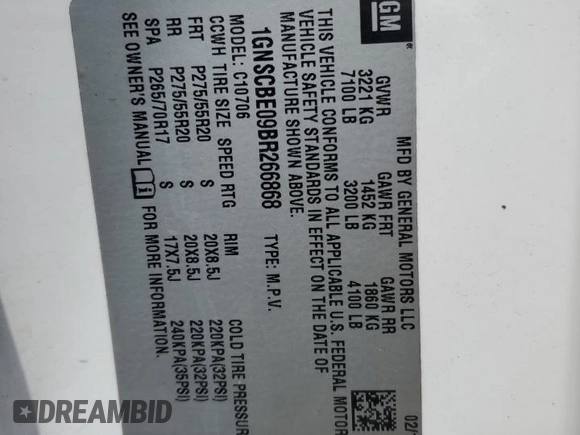 GM
®
MFD BY GENERAL MOTORS LLC
02/
GVWR GAWR FRT GAWR RR
3221 KG 1452 KG 1860 KG
7100 LB 3200 LB 4100 LB
THIS VEHICLE CONFORMS TO ALL APPLICABLE U.S. FEDERAL MOTOR
VEHICLE SAFETY STANDARDS IN EFFECT ON THE DATE OF
MANUFACTURE SHOWN ABOVE.
1GNSCBE09BR266868 TYPE: M.P.V.
MODEL: C10706
CCWH TIRE SIZE SPEED RTG RIM COLD TIRE PRESSUR
FRT P275/55R20 S 20X8.5J 220KPA(32PSI)
RR P275/55R20 S 20X8.5J 220KPA(32PSI)
SPA P265/70R17 S 17X7.5J 240KPA(35PSI)
SEE OWNER'S MANUAL i FOR MORE INFORMATION.
DREAMBID